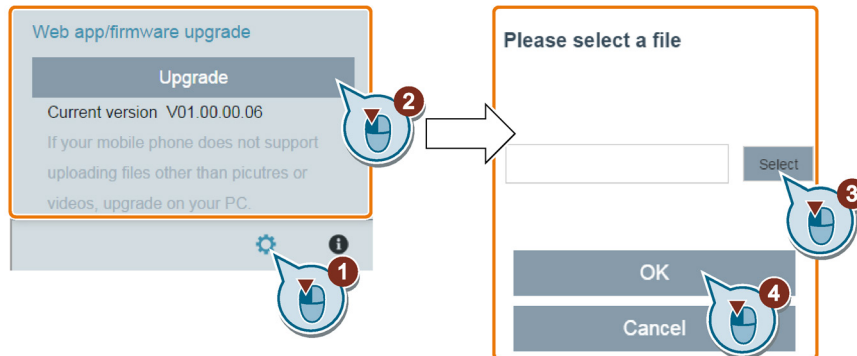 Web app/firmware upgrade
Upgrade
Current version V01.00.00.06
If your mobile phone does not support
uploading files other than picutres or
videos, upgrade on your PC.
1
2
Please select a file
Select
3
OK
4
Cancel